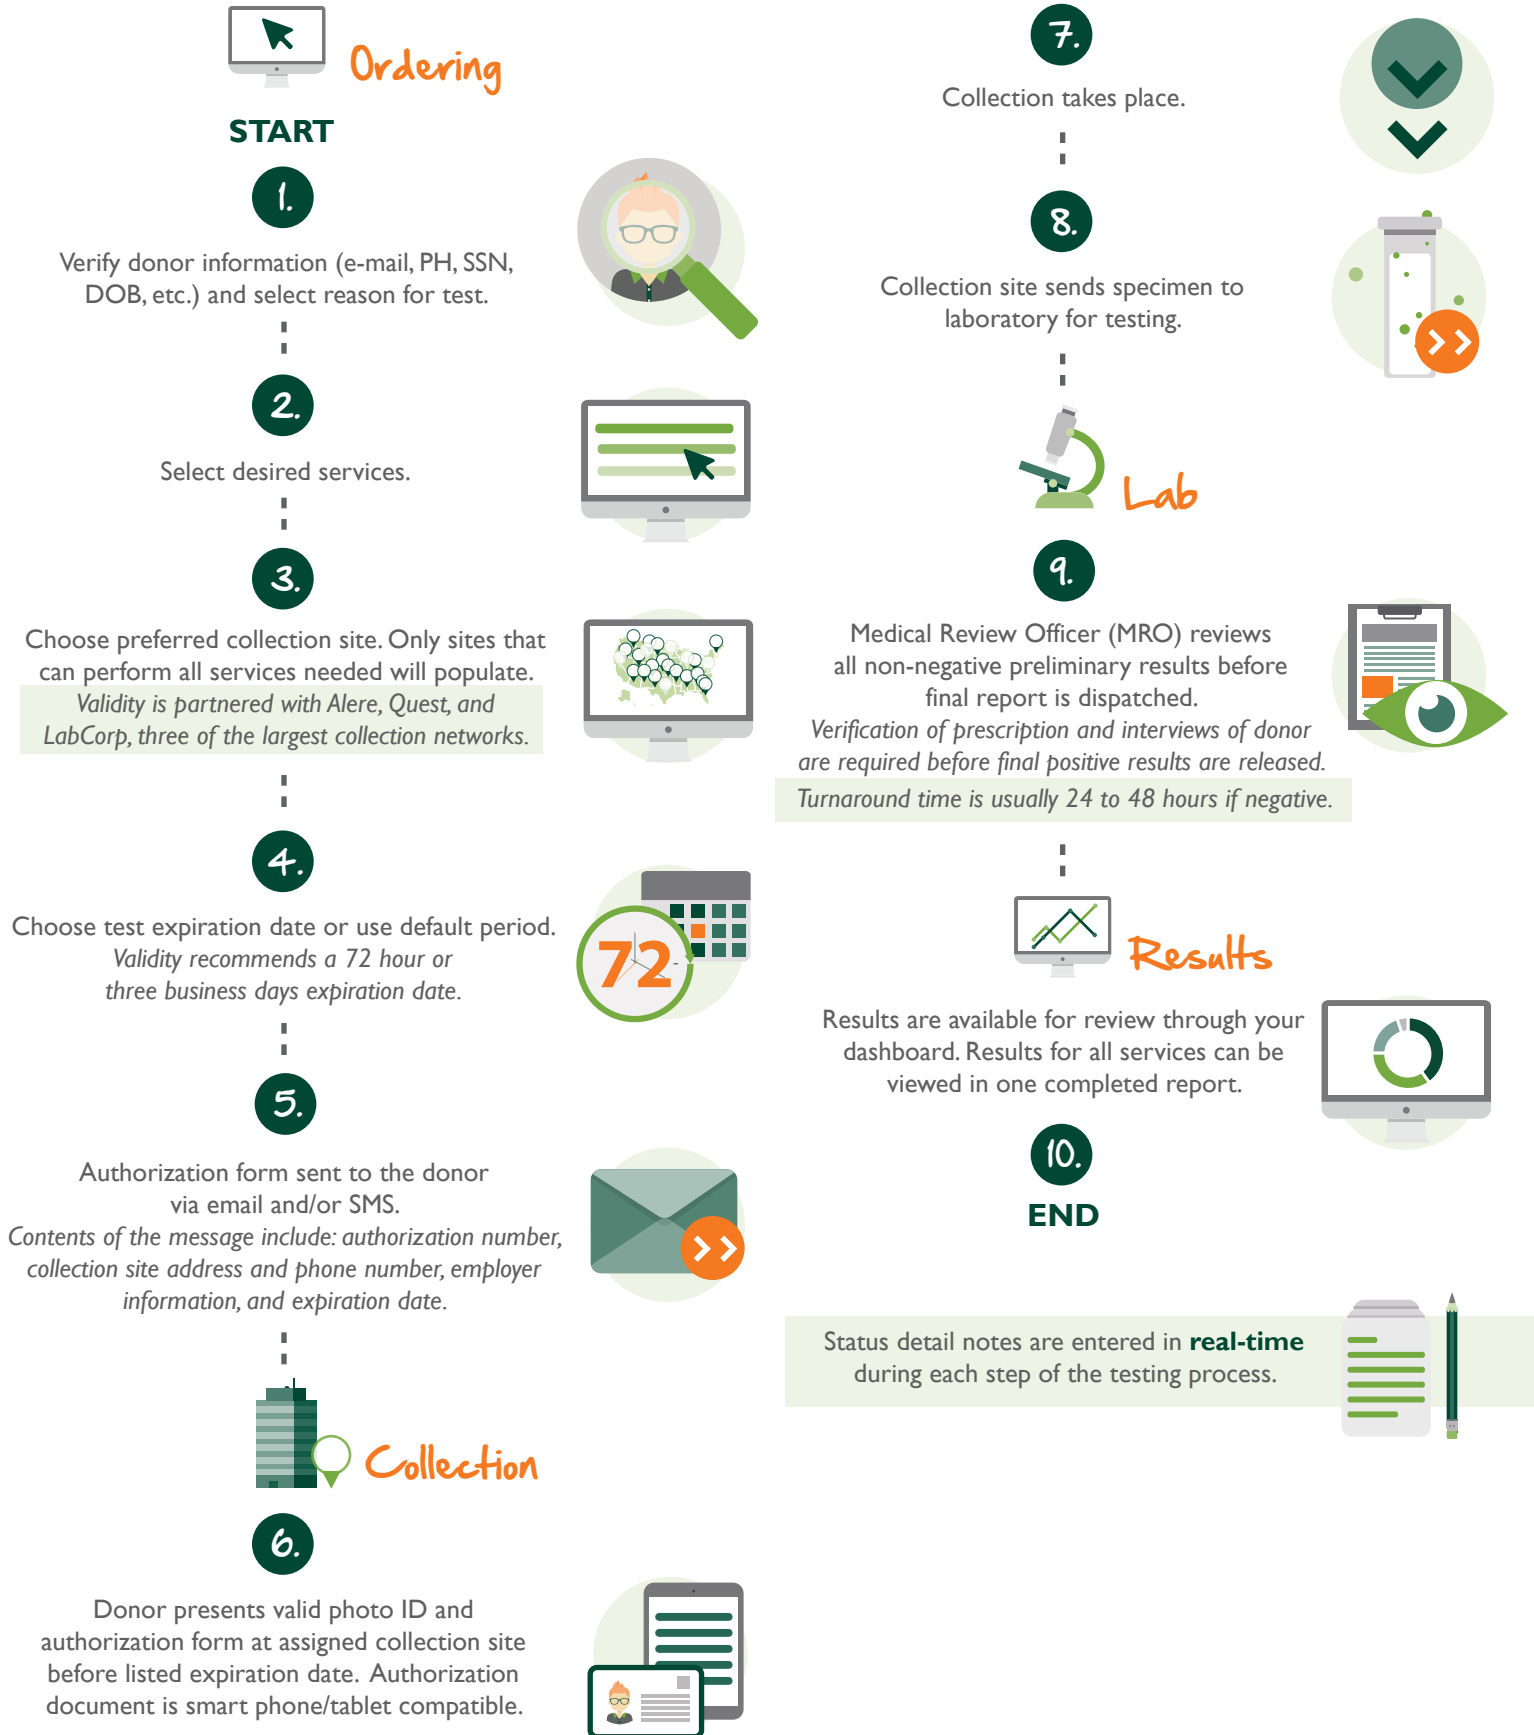 Ordering
START
1.
Verify donor information (e-mail, PH, SSN,
DOB, etc.) and select reason for test.
2.
Select desired services.
3.
Choose preferred collection site. Only sites that
can perform all services needed will populate.
Validity is partnered with Alere, Quest, and
LabCorp, three of the largest collection networks.
4.
Choose test expiration date or use default period.
Validity recommends a 72 hour or
three business days expiration date.
72
5.
Authorization form sent to the donor
via email and/or SMS.
Contents of the message include: authorization number,
collection site address and phone number, employer
information, and expiration date.
Collection
6.
Donor presents valid photo ID and
authorization form at assigned collection site
before listed expiration date. Authorization
document is smart phone/tablet compatible.
7.
Collection takes place.
8.
Collection site sends specimen to
laboratory for testing.
Lab
9.
Medical Review Officer (MRO) reviews
all non-negative preliminary results before
final report is dispatched.
Verification of prescription and interviews of donor
are required before final positive results are released.
Turnaround time is usually 24 to 48 hours if negative.
Results
Results are available for review through your
dashboard. Results for all services can be
viewed in one completed report.
10.
END
Status detail notes are entered in real-time
during each step of the testing process.